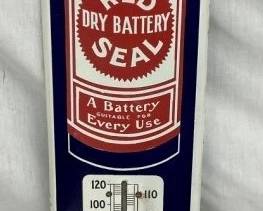 RED
DRY BATTERY
SEAL
A Battery
SUITABLE FOR
Every Use
120
110
100